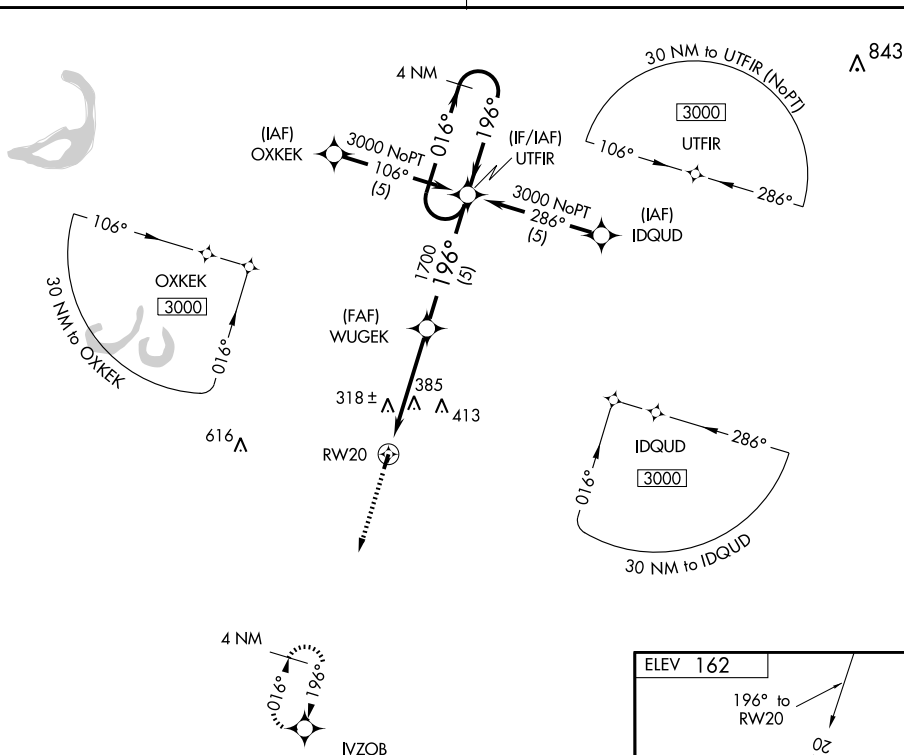 843
30 NM to UTFIR (NoPT)
3000
UTFIR
106°
286°
4 NM
016°
196°
(IAF)
OXKEK
3000 NoPT
106°
(5)
(IF/IAF)
UTFIR
3000 NoPT
286°
(5)
(IAF)
IDQUD
106°
OXKEK
3000
30 NM to OXKEK
016°
1700
196°
(5)
(FAF)
WUGEK
318 ±
385
413
616
RW20
IDQUD
3000
286°
016°
30 NM to IDQUD
4 NM
016°
196°
IVZOB
ELEV 162
196° to
RW20
20